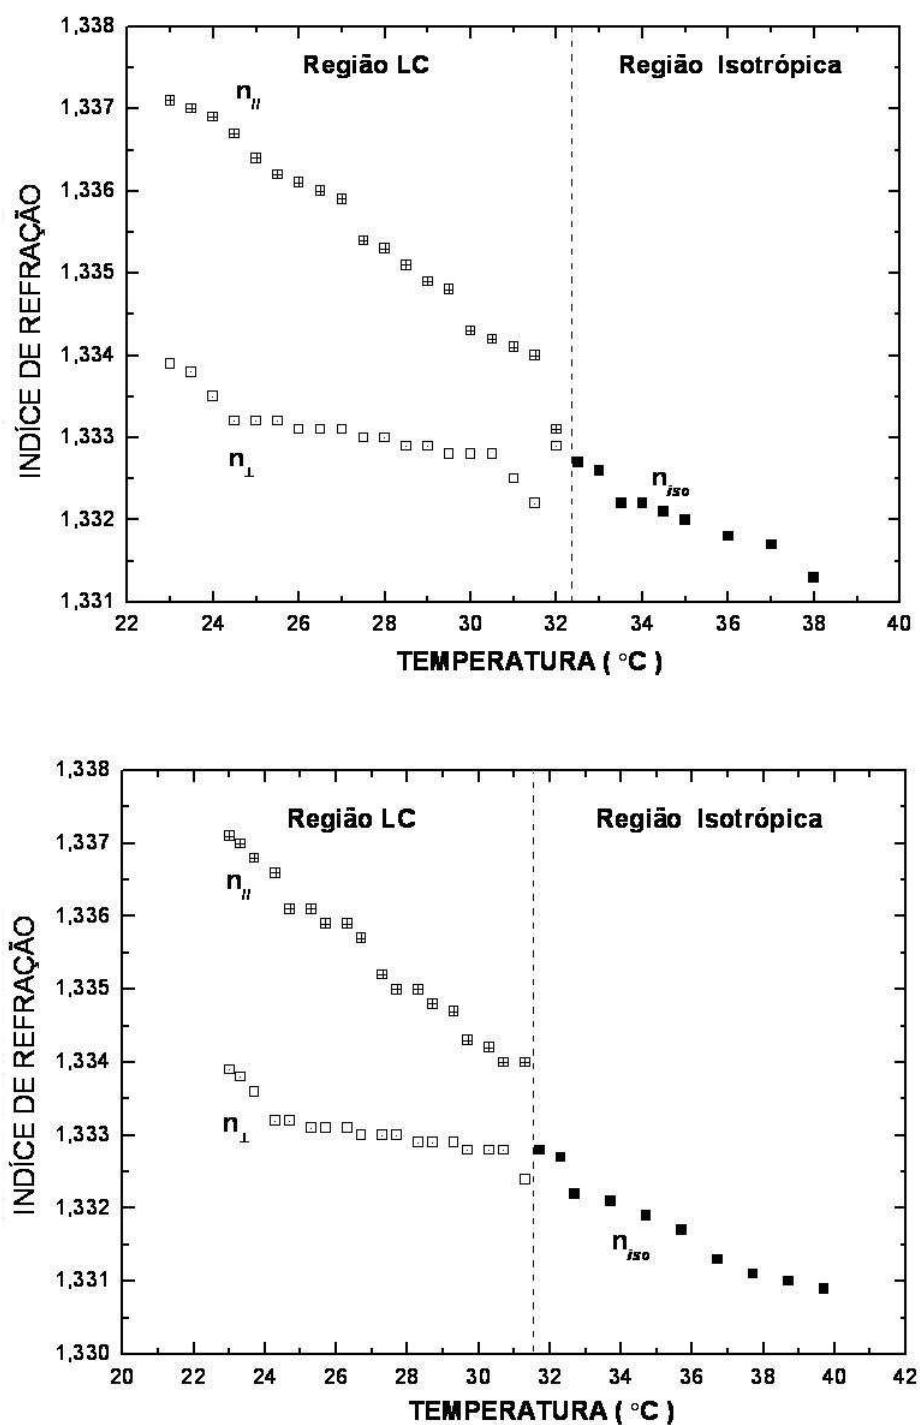 1,338
Região LC Região Isotrópica
n//
1,337
1,336
1,335
1,334
1,333
n⊥
niso
1,332
1,331
22 24 26 28 30 32 34 36 38 40
TEMPERATURA ( °C )
INDÍCE DE REFRAÇÃO
1,338
Região LC Região Isotrópica
1,337
n//
1,336
1,335
1,334
1,333
n⊥
1,332
niso
1,331
1,330
20 22 24 26 28 30 32 34 36 38 40 42
TEMPERATURA ( °C )
INDÍCE DE REFRAÇÃO